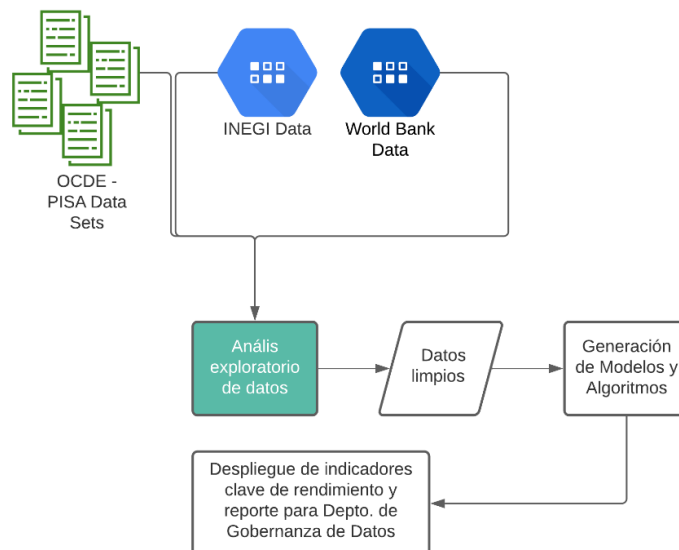 INEGI Data
World Bank
Data
OCDE -
PISA Data
Sets
Anális
exploratorio
de datos
Datos
limpios
Generación
de Modelos y
Algoritmos
Despliegue de indicadores
clave de rendimiento y
reporte para Depto. de
Gobernanza de Datos